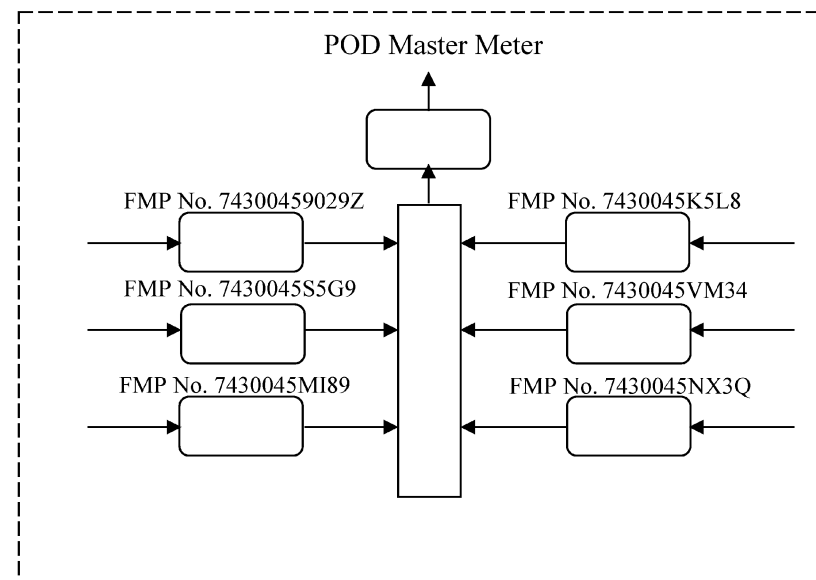 POD Master Meter
FMP No. 74300459029Z
FMP No. 7430045K5L8
FMP No. 7430045S5G9
FMP No. 7430045VM34
FMP No. 7430045MI89
FMP No. 7430045NX3Q